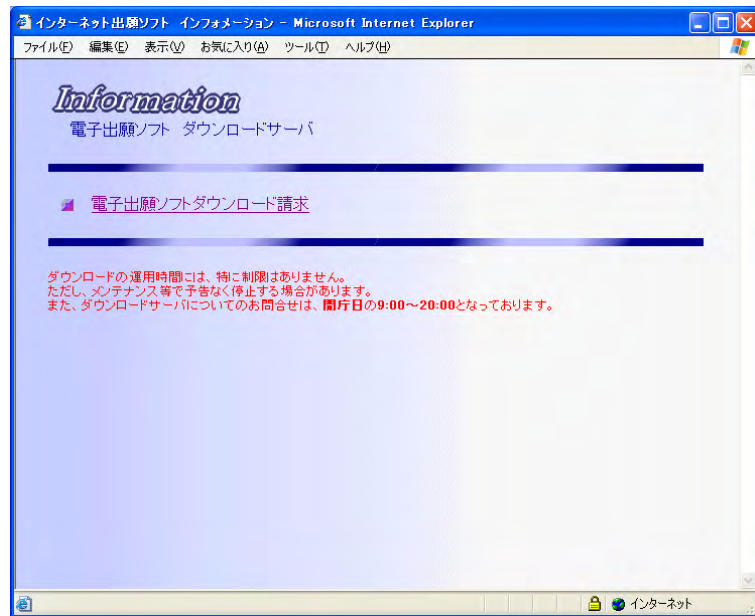 インターネット出願ソフト インフォメーション - Microsoft Internet Explorer
ファイル(F) 編集(E) 表示(V) お気に入り(A) ツール(T) ヘルプ(H)
Information
電子出願ソフト ダウンロードサーバ
電子出願ソフトダウンロード請求
ダウンロードの運用時間には、特に制限はありません。
ただし、メンテナンス等で予告なく停止する場合があります。
また、ダウンロードサーバについてのお問合せは、開庁日の9:00～20:00となっております。
インターネット